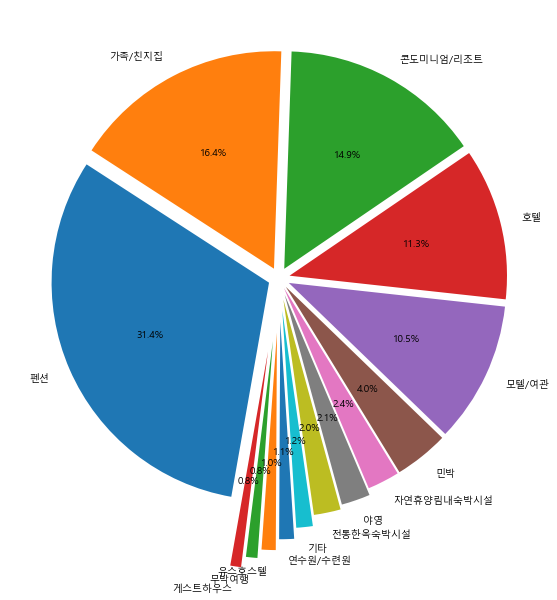 가족/친지집
콘도미니엄/리조트
16.4%
14.9%
호텔
11.3%
31.4%
10.5%
펜션
모텔/여관
4.0%
2.4%
2.1%
2.0%
1.2%
1.1%
1.0%
0.8%
0.8%
민박
자연휴양림내숙박시설
야영
전통한옥숙박시설
기타
연수원/수련원
유스호스텔
무박여행
게스트하우스